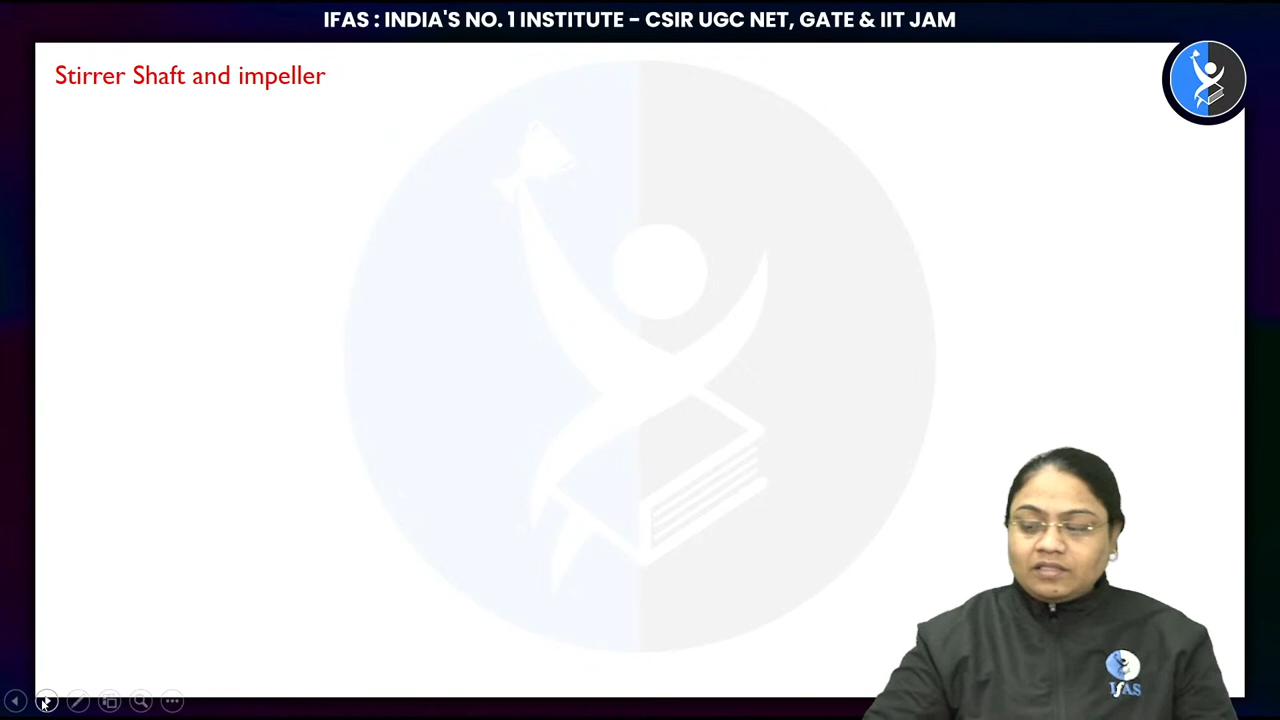 IFAS : INDIA'S NO. 1 INSTITUTE – CSIR UGC NET, GATE & IIT JAM
Stirrer Shaft and impeller
IFAS